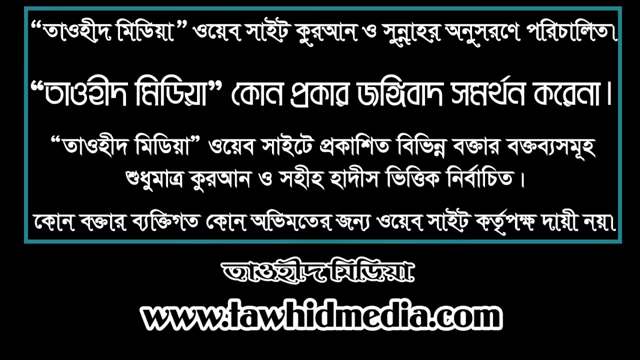 “তাওহীদ মিডিয়া” ওয়েব সাইট কুরআন ও সুন্নাহর অনুসরণে পরিচালিত।
“তাওহীদ মিডিয়া” কোন প্রকার জঙ্গিবাদ সমর্থন করেনা।
“তাওহীদ মিডিয়া” ওয়েব সাইটে প্রকাশিত বিভিন্ন বক্তার বক্তব্যসমূহ
শুধুমাত্র কুরআন ও সহীহ হাদীস ভিত্তিক নির্বাচিত।
কোন বক্তার ব্যক্তিগত কোন অভিমতের জন্য ওয়েব সাইট কর্তৃপক্ষ দায়ী নয়।
তাওহীদ মিডিয়া
www.tawhidmedia.com